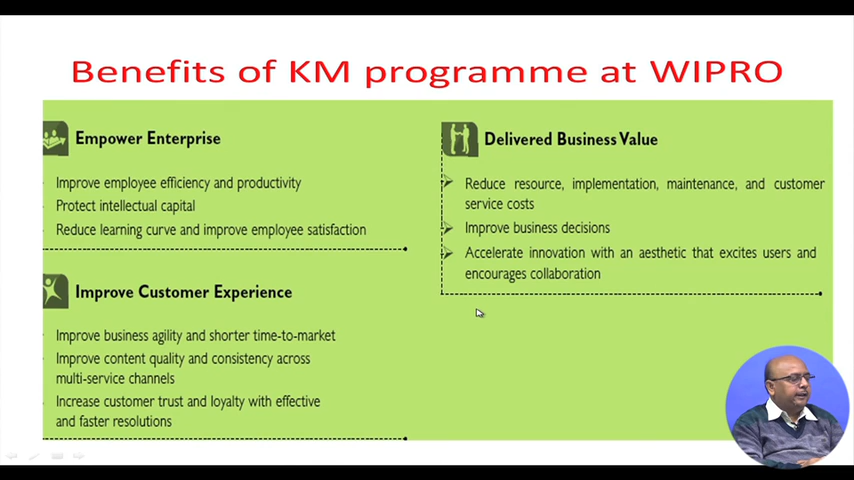 Benefits of KM programme at WIPRO
Empower Enterprise
Improve employee efficiency and productivity
Protect intellectual capital
Reduce learning curve and improve employee satisfaction
Improve Customer Experience
Improve business agility and shorter time-to-market
Improve content quality and consistency across
multi-service channels
Increase customer trust and loyalty with effective
and faster resolutions
Delivered Business Value
Reduce resource, implementation, maintenance, and customer
service costs
Improve business decisions
Accelerate innovation with an aesthetic that excites users and
encourages collaboration